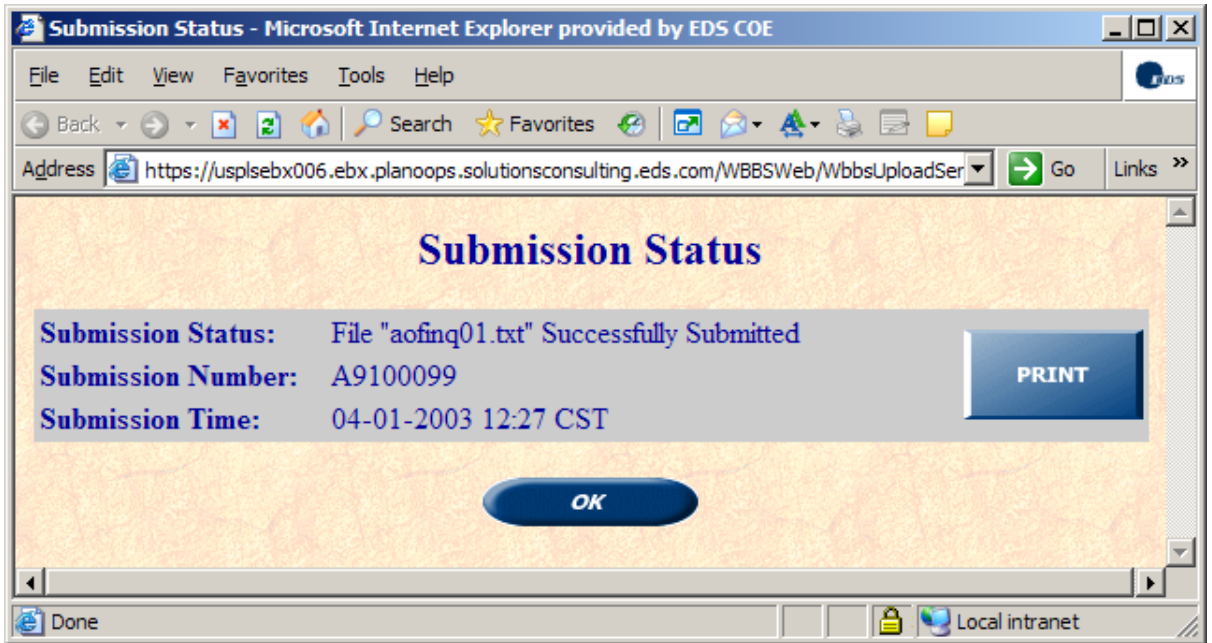 Submission Status - Microsoft Internet Explorer provided by EDS COE
File Edit View Favorites Tools Help
EDS
Back Search Favorites
Address https://usplsebx006.ebx.planoops.solutionsconsulting.eds.com/WBBSWeb/WbbsUploadSer Go Links »
Submission Status
Submission Status: File "aofinq01.txt" Successfully Submitted
Submission Number: A9100099
PRINT
Submission Time: 04-01-2003 12:27 CST
OK
Done Local intranet